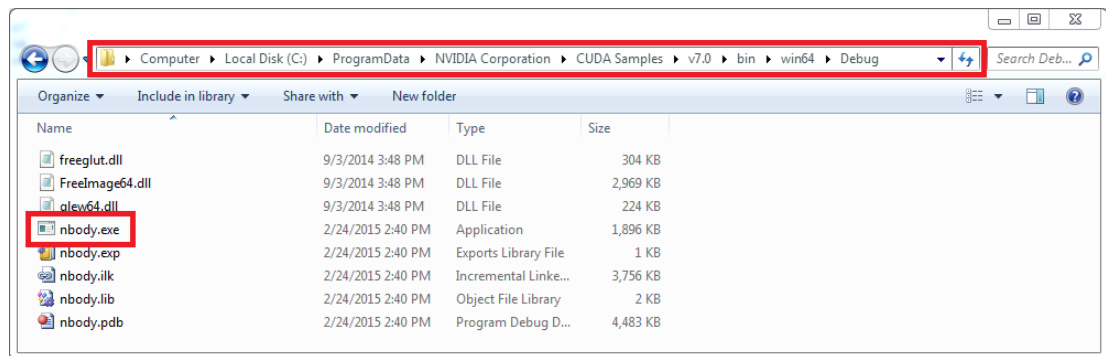 Computer ▸ Local Disk (C:) ▸ ProgramData ▸ NVIDIA Corporation ▸ CUDA Samples ▸ v7.0 ▸ bin ▸ win64 ▸ Debug Search Deb...
Organize Include in library Share with New folder
Name Date modified Type Size
freeglut.dll 9/3/2014 3:48 PM DLL File 304 KB
FreeImage64.dll 9/3/2014 3:48 PM DLL File 2,969 KB
glew64.dll 9/3/2014 3:48 PM DLL File 224 KB
nbody.exe 2/24/2015 2:40 PM Application 1,896 KB
nbody.exp 2/24/2015 2:40 PM Exports Library File 1 KB
nbody.ilk 2/24/2015 2:40 PM Incremental Linke... 3,756 KB
nbody.lib 2/24/2015 2:40 PM Object File Library 2 KB
nbody.pdb 2/24/2015 2:40 PM Program Debug D... 4,483 KB